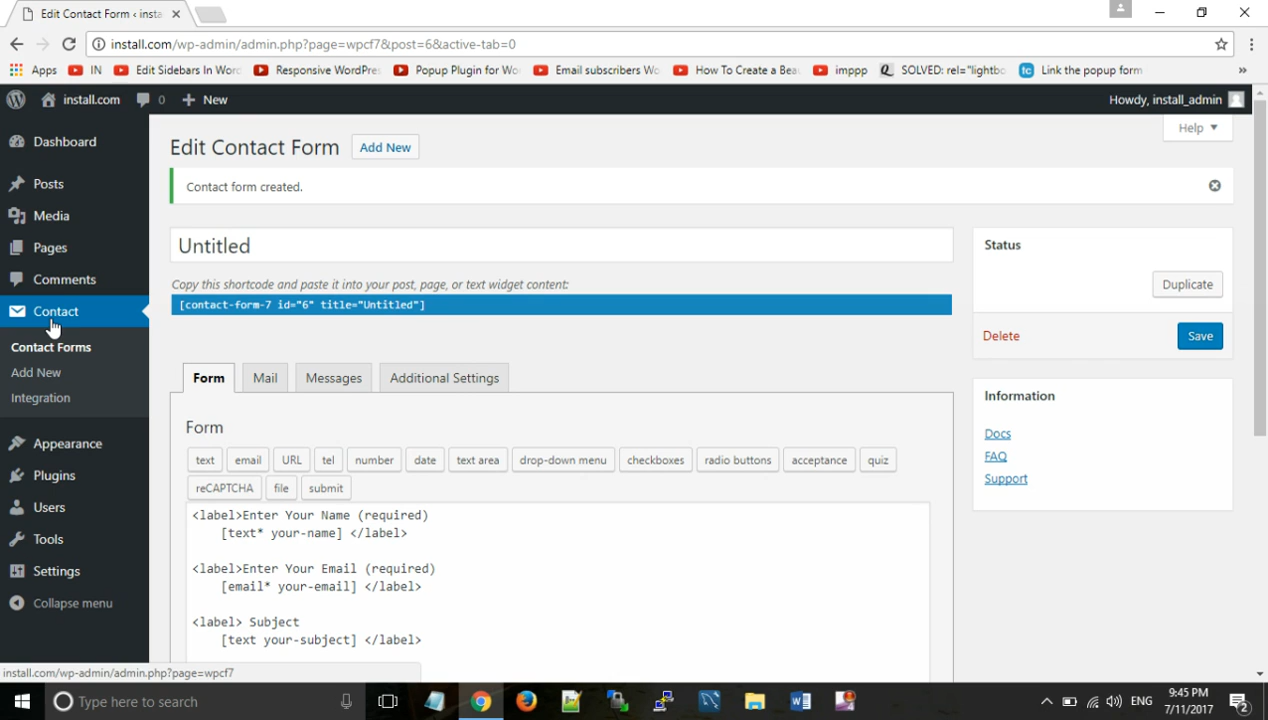 Edit Contact Form ‹ insta
install.com/wp-admin/admin.php?page=wpcf7&post=6&active-tab=0
Apps
IN
Edit Sidebars In Word
Responsive WordPres
Popup Plugin for Wo
Email subscribers Wo
How To Create a Beau
imppp
SOLVED: rel="lightbo
Link the popup form
»
install.com
0
New
Howdy, install_admin
Help
Dashboard
Posts
Media
Pages
Comments
Contact
Contact Forms
Add New
Integration
Appearance
Plugins
Users
Tools
Settings
Collapse menu
Edit Contact Form
Add New
Contact form created.
Untitled
Copy this shortcode and paste it into your post, page, or text widget content:
[contact-form-7 id="6" title="Untitled"]
Form Mail Messages Additional Settings
Form
text email URL tel number date text area drop-down menu checkboxes radio buttons acceptance quiz
reCAPTCHA file submit
<label>Enter Your Name (required)
[text* your-name] </label>
<label>Enter Your Email (required)
[email* your-email] </label>
<label> Subject
[text your-subject] </label>
Status
Duplicate
Delete
Save
Information
Docs
FAQ
Support
install.com/wp-admin/admin.php?page=wpcf7
Type here to search
ENG
9:45 PM
7/11/2017
2